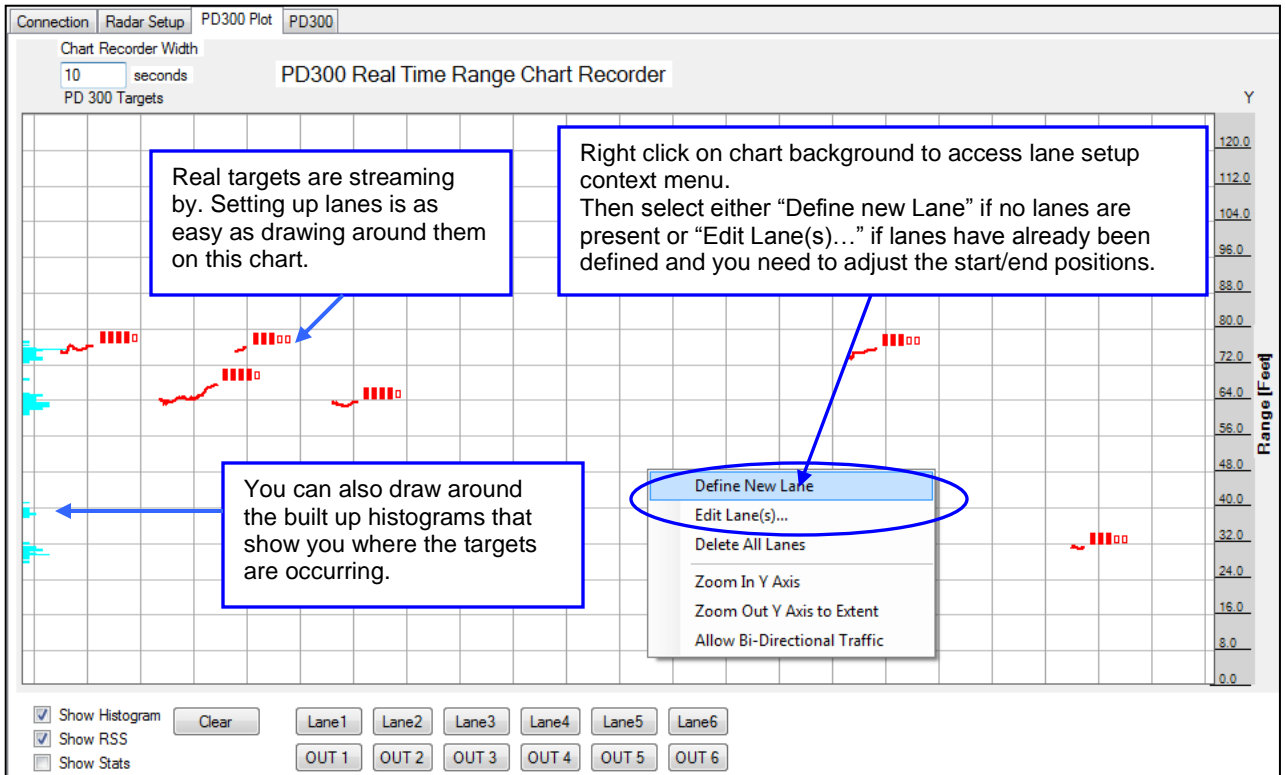 Connection Radar Setup PD300 Plot PD300
Chart Recorder Width
10 seconds
PD300 Real Time Range Chart Recorder
PD 300 Targets
Y
Real targets are streaming
by. Setting up lanes is as
easy as drawing around them
on this chart.
Right click on chart background to access lane setup
context menu.
Then select either “Define new Lane” if no lanes are
present or “Edit Lane(s)…” if lanes have already been
defined and you need to adjust the start/end positions.
120.0
112.0
104.0
96.0
88.0
80.0
72.0
64.0
56.0
48.0
40.0
32.0
24.0
16.0
8.0
0.0
Range [Feet]
You can also draw around
the built up histograms that
show you where the targets
are occurring.
Define New Lane
Edit Lane(s)...
Delete All Lanes
Zoom In Y Axis
Zoom Out Y Axis to Extent
Allow Bi-Directional Traffic
Show Histogram
Show RSS
Show Stats
Clear
Lane1 Lane2 Lane3 Lane4 Lane5 Lane6
OUT 1 OUT 2 OUT 3 OUT 4 OUT 5 OUT 6